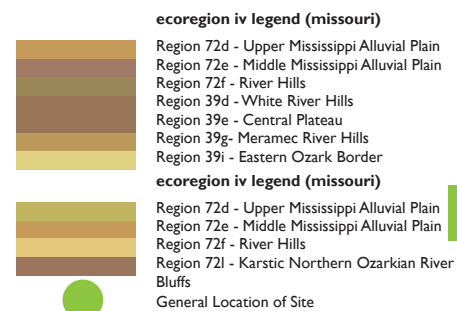 ecoregion iv legend (missouri)
Region 72d - Upper Mississippi Alluvial Plain
Region 72e - Middle Mississippi Alluvial Plain
Region 72f - River Hills
Region 39d - White River Hills
Region 39e - Central Plateau
Region 39g- Meramec River Hills
Region 39i - Eastern Ozark Border
ecoregion iv legend (missouri)
Region 72d - Upper Mississippi Alluvial Plain
Region 72e - Middle Mississippi Alluvial Plain
Region 72f - River Hills
Region 72l - Karstic Northern Ozarkian River
Bluffs
General Location of Site